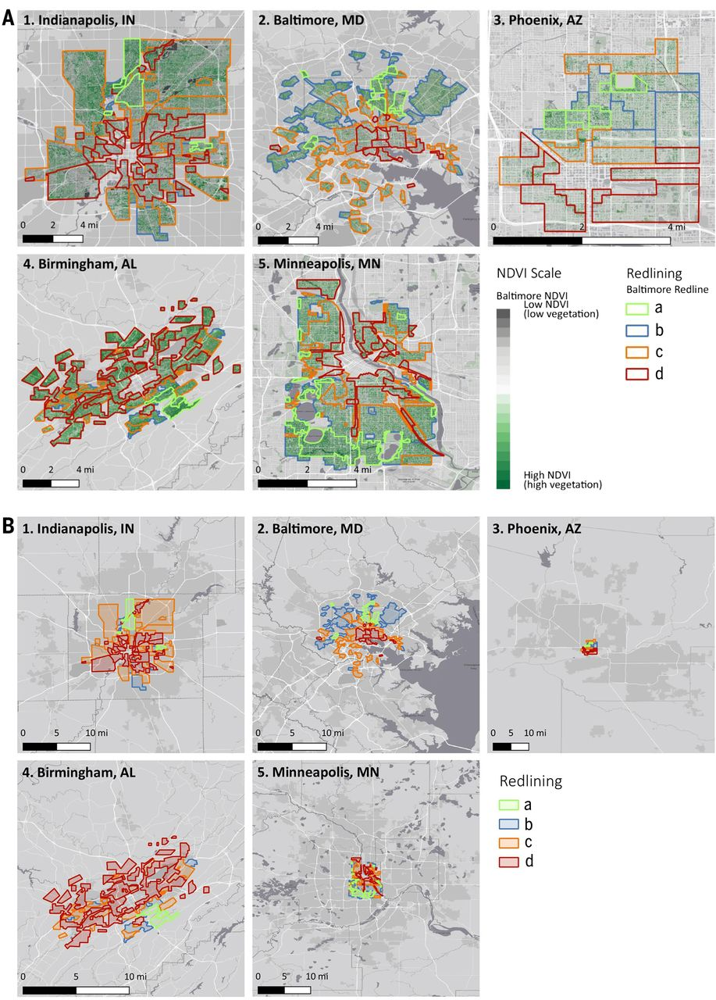 A
1. Indianapolis, IN
0 2 4 mi
2. Baltimore, MD
0 2 4 mi
3. Phoenix, AZ
0 2 4 mi
4. Birmingham, AL
0 2 4 mi
5. Minneapolis, MN
0 2 4 mi
NDVI Scale
Baltimore NDVI
Low NDVI
(low vegetation)
High NDVI
(high vegetation)
Redlining
Baltimore Redline
a
b
c
d
B
1. Indianapolis, IN
0 5 10 mi
2. Baltimore, MD
0 5 10 mi
3. Phoenix, AZ
0 5 10 mi
4. Birmingham, AL
0 5 10 mi
5. Minneapolis, MN
0 5 10 mi
Redlining
a
b
c
d